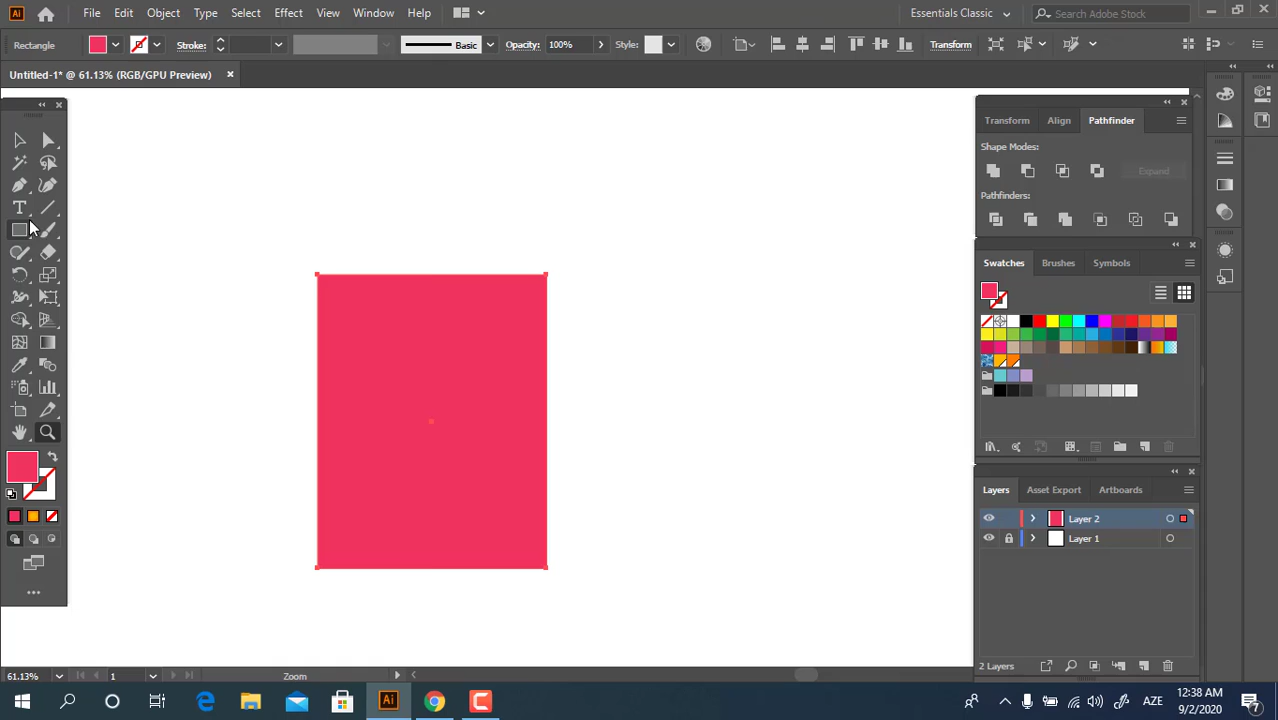 Ai File Edit Object Type Select Effect View Window Help Essentials Classic Search Adobe Stock
Rectangle Stroke: Basic Opacity: 100% Style: Transform
Untitled-1* @ 61.13% (RGB/GPU Preview)
Transform Align Pathfinder
Shape Modes:
Expand
Pathfinders:
Swatches Brushes Symbols
Layers Asset Export Artboards
Layer 2
Layer 1
2 Layers
61.13% 1 Zoom
Ai AZE 12:38 AM
9/2/2020 7